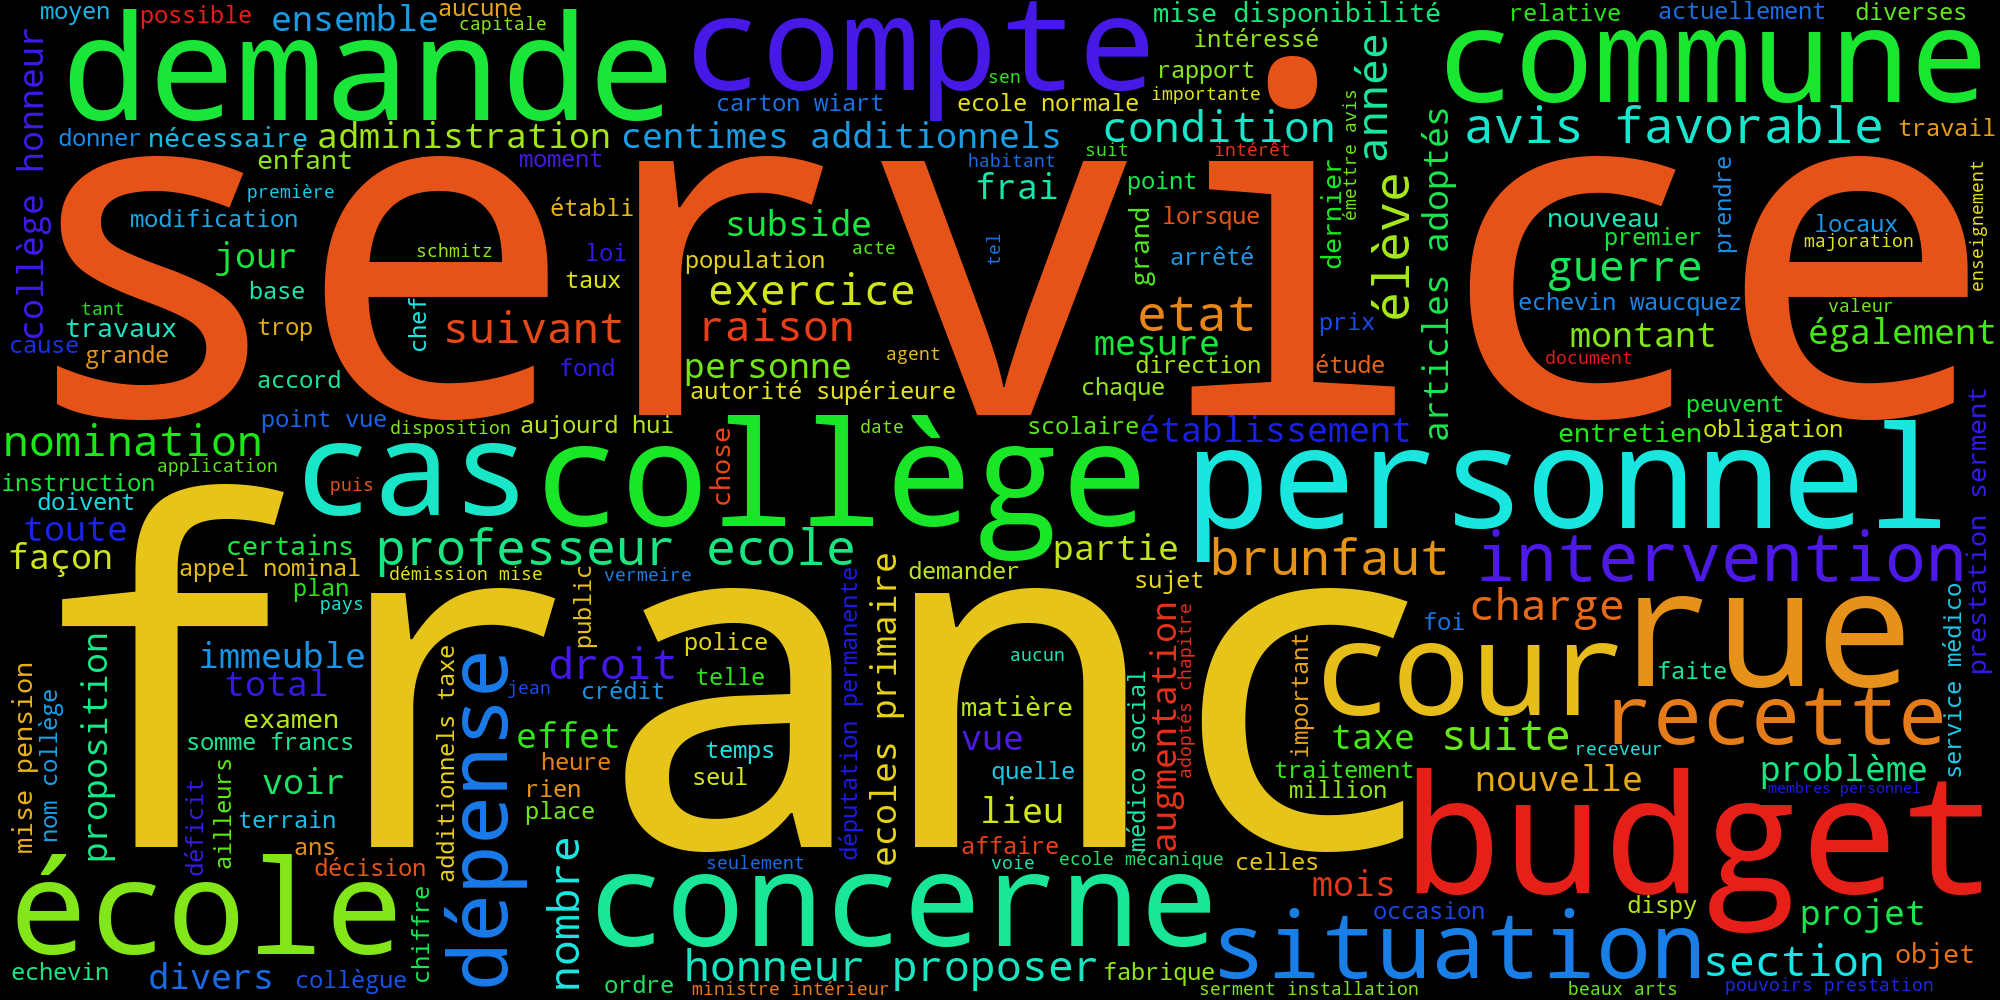 moyen
possible
ensemble
aucune
capitale
demande
compte
mise disponibilité
relative
actuellement
diverses
intéressé
commune
sen
rapport
importante
carton wiart
ecole normale
collège honneur
donner
nécessaire
administration
centimes additionnels
condition
émettre avis
année
articles adoptés
avis favorable
travail
enfant
moment
habitant
suit
intérêt
service
première
modification
établi
frai
point
dernier
élève
prendre
enseignement
subside
grand
lorsque
nouveau
locaux
premier
majoration
jour
schmitz
loi
acte
tel
population
arrêté
guerre
base
taux
exercice
echevin waucquez
valeur
tant
travaux
trop
chef
suivant
raison
etat
prix
montant
également
cause
grande
mesure
agent
document
accord
fond
personne
direction
étude
autorité supérieure
chaque
point vue
disposition
aujourd hui
date
scolaire
établissement
peuvent
entretien
obligation
prestation serment
nomination
application
cas
collège
chose
personnel
instruction
puis
doivent
toute
façon
certains
professeur ecole
partie
brunfaut
intervention
appel nominal
plan
pays
démission mise
vermeire
public
députation permanente
ecoles primaire
demander
sujet
franc
charge
rue
service médico
foi
proposition
immeuble
total
droit
police
aucun
augmentation
adoptés chapitre
important
cour
faite
mise pension
nom collège
additionnels taxe
dépense
jean
crédit
telle
matière
médico social
recette
examen
somme francs
effet
temps
vue
taxe
suite
receveur
voir
heure
seul
quelle
traitement
nouvelle
problème
déficit
ailleurs
rien
million
membres personnel
terrain
place
lieu
budget
ans
affaire
décision
seulement
voie
ecole mécanique
celles
école
chiffre
nombre
concerne
mois
occasion
dispy
projet
situation
section
objet
echevin
divers
collègue
ordre
honneur proposer
fabrique
ministre intérieur
serment installation
beaux arts
pouvoirs prestation